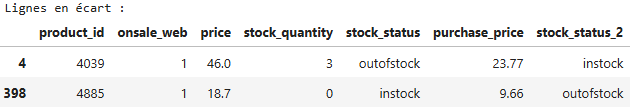 Lignes en écart :
product_id onsale_web price stock_quantity stock_status purchase_price stock_status_2
4 4039 1 46.0 3 outofstock 23.77 instock
398 4885 1 18.7 0 instock 9.66 outofstock